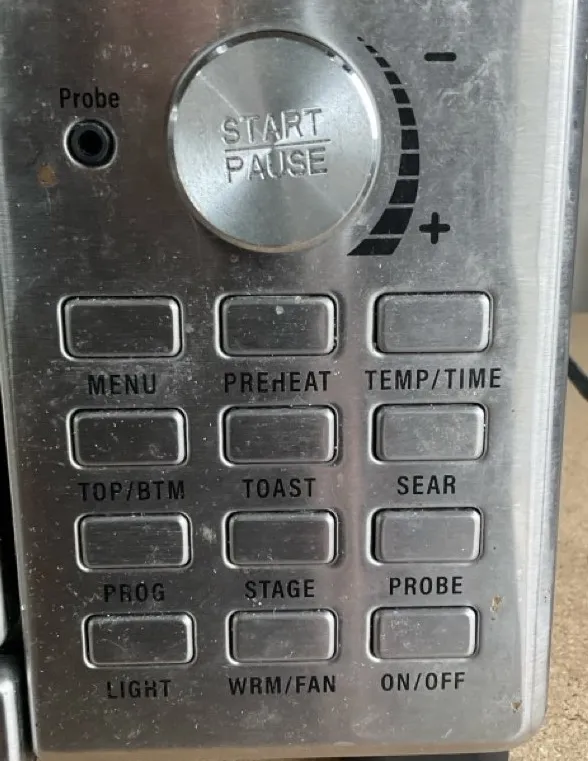 Probe
START
PAUSE
-
+
MENU PREHEAT TEMP/TIME
TOP/BTM TOAST SEAR
PROG STAGE PROBE
LIGHT WRM/FAN ON/OFF